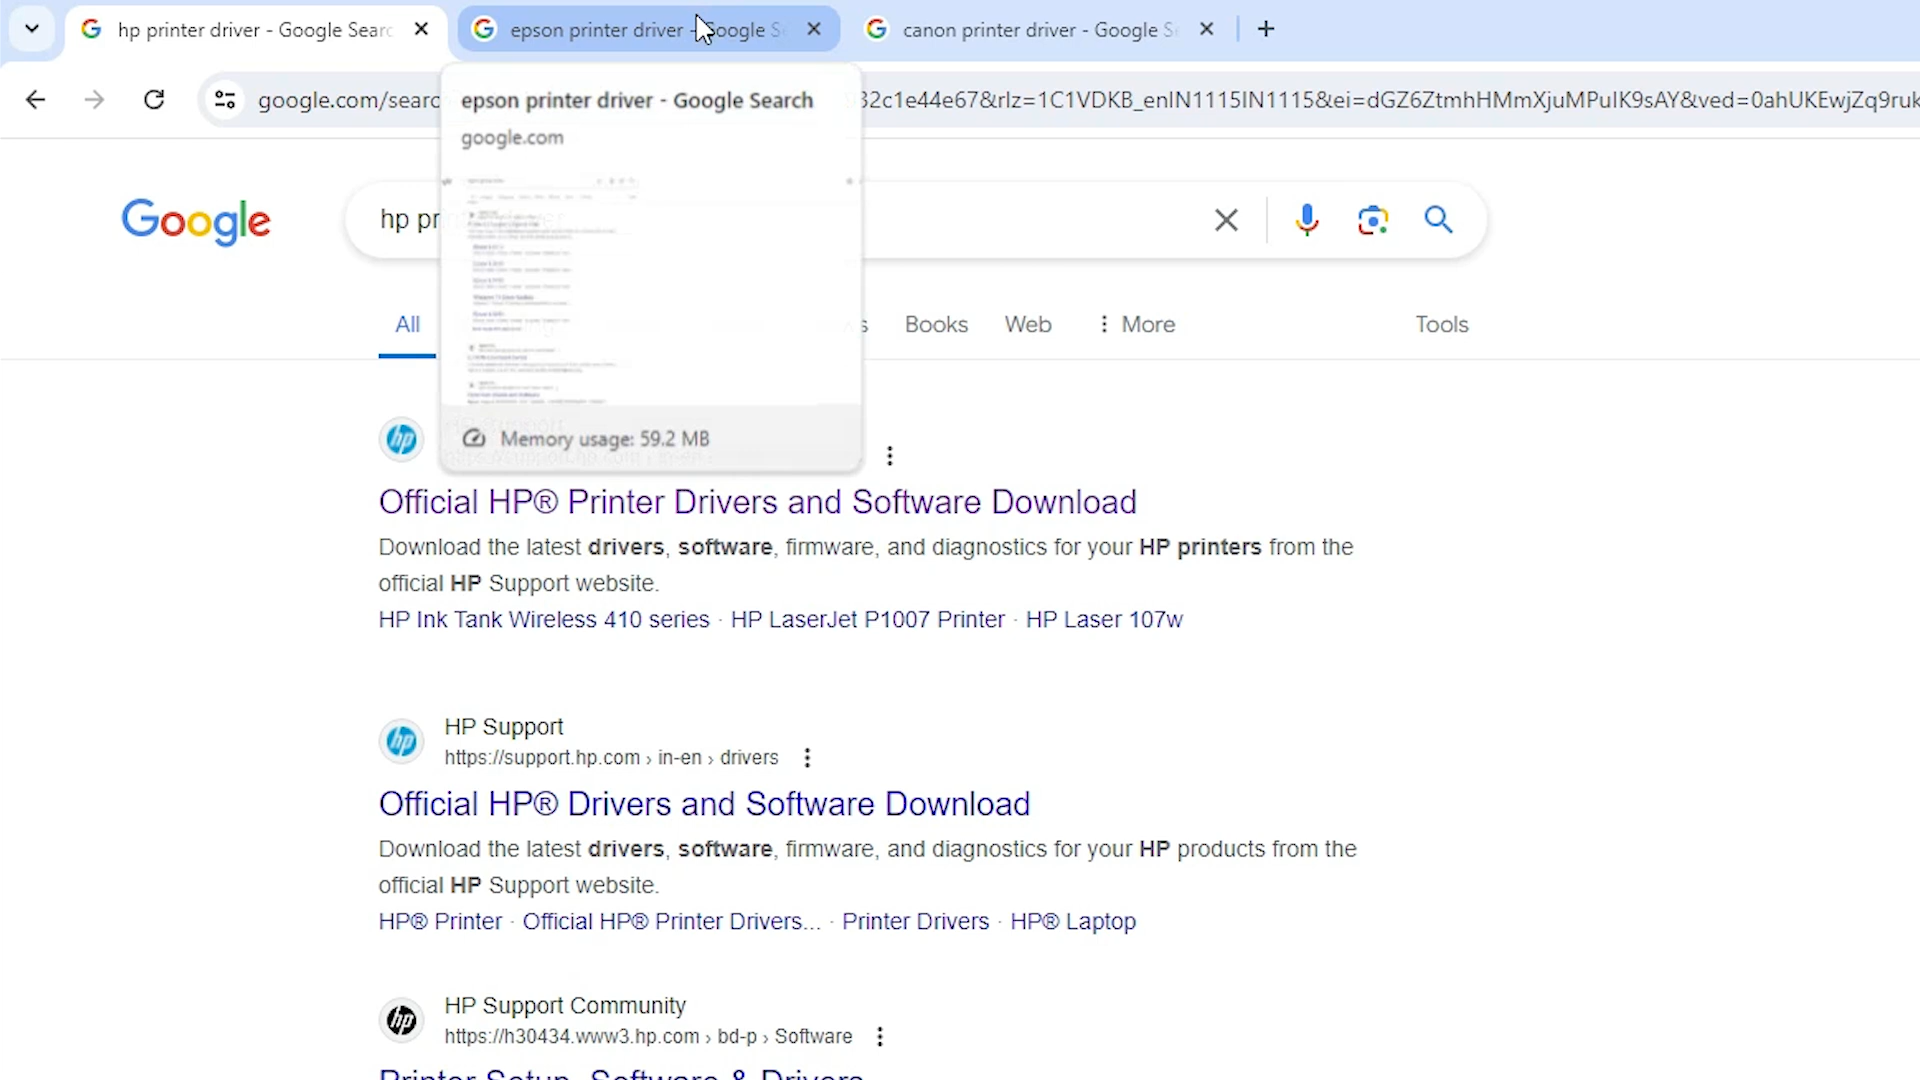 hp printer driver - Google Searc
epson printer driver - Google S
canon printer driver - Google S
google.com/searc
32c1e44e67&rlz=1C1VDKB_enIN1115IN1115&ei=dGZ6ZtmhHMmXjuMPulK9sAY&ved=0ahUKEwjZq9ruk
epson printer driver - Google Search
google.com
Google
hp pr
All
Books
Web
More
Tools
hp
Memory usage: 59.2 MB
Official HP® Printer Drivers and Software Download
Download the latest drivers, software, firmware, and diagnostics for your HP printers from the
official HP Support website.
HP Ink Tank Wireless 410 series · HP LaserJet P1007 Printer · HP Laser 107w
hp
HP Support
https://support.hp.com › in-en › drivers
Official HP® Drivers and Software Download
Download the latest drivers, software, firmware, and diagnostics for your HP products from the
official HP Support website.
HP® Printer · Official HP® Printer Drivers... · Printer Drivers · HP® Laptop
hp
HP Support Community
https://h30434.www3.hp.com › bd-p › Software
Printer Setup, Software & Drivers